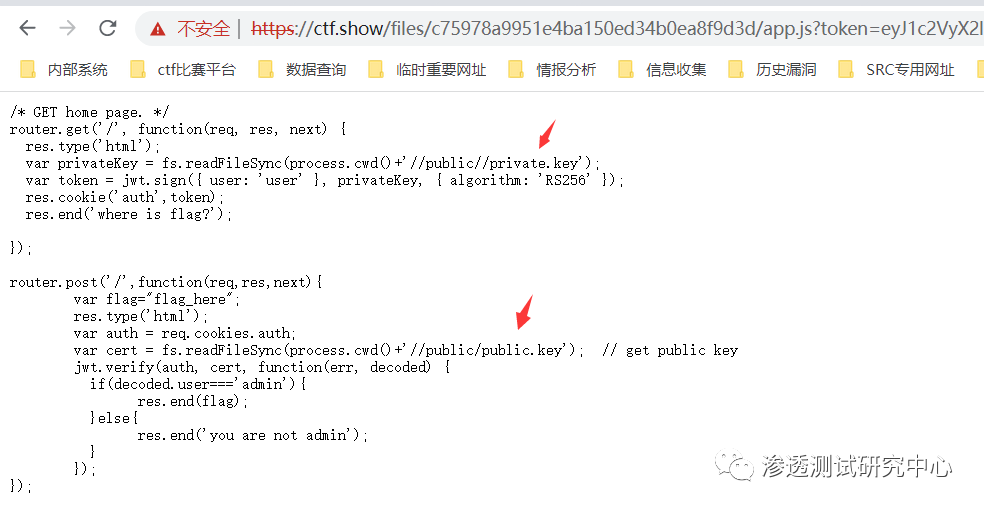 不安全 https://ctf.show/files/c75978a9951e4ba150ed34b0ea8f9d3d/app.js?token=eyJ1c2VyX2I
内部系统 ctf比赛平台 数据查询 临时重要网址 情报分析 信息收集 历史漏洞 SRC专用网址
/* GET home page. */
router.get('/', function(req, res, next) {
  res.type('html');
  var privateKey = fs.readFileSync(process.cwd()+'//public//private.key');
  var token = jwt.sign({ user: 'user' }, privateKey, { algorithm: 'RS256' });
  res.cookie('auth',token);
  res.end('where is flag?');
});
router.post('/',function(req,res,next){
        var flag="flag_here";
        res.type('html');
        var auth = req.cookies.auth;
        var cert = fs.readFileSync(process.cwd()+'//public/public.key');  // get public key
        jwt.verify(auth, cert, function(err, decoded) {
          if(decoded.user==='admin'){
                res.end(flag);
          }else{
                res.end('you are not admin');
          }
        });
});
渗透测试研究中心